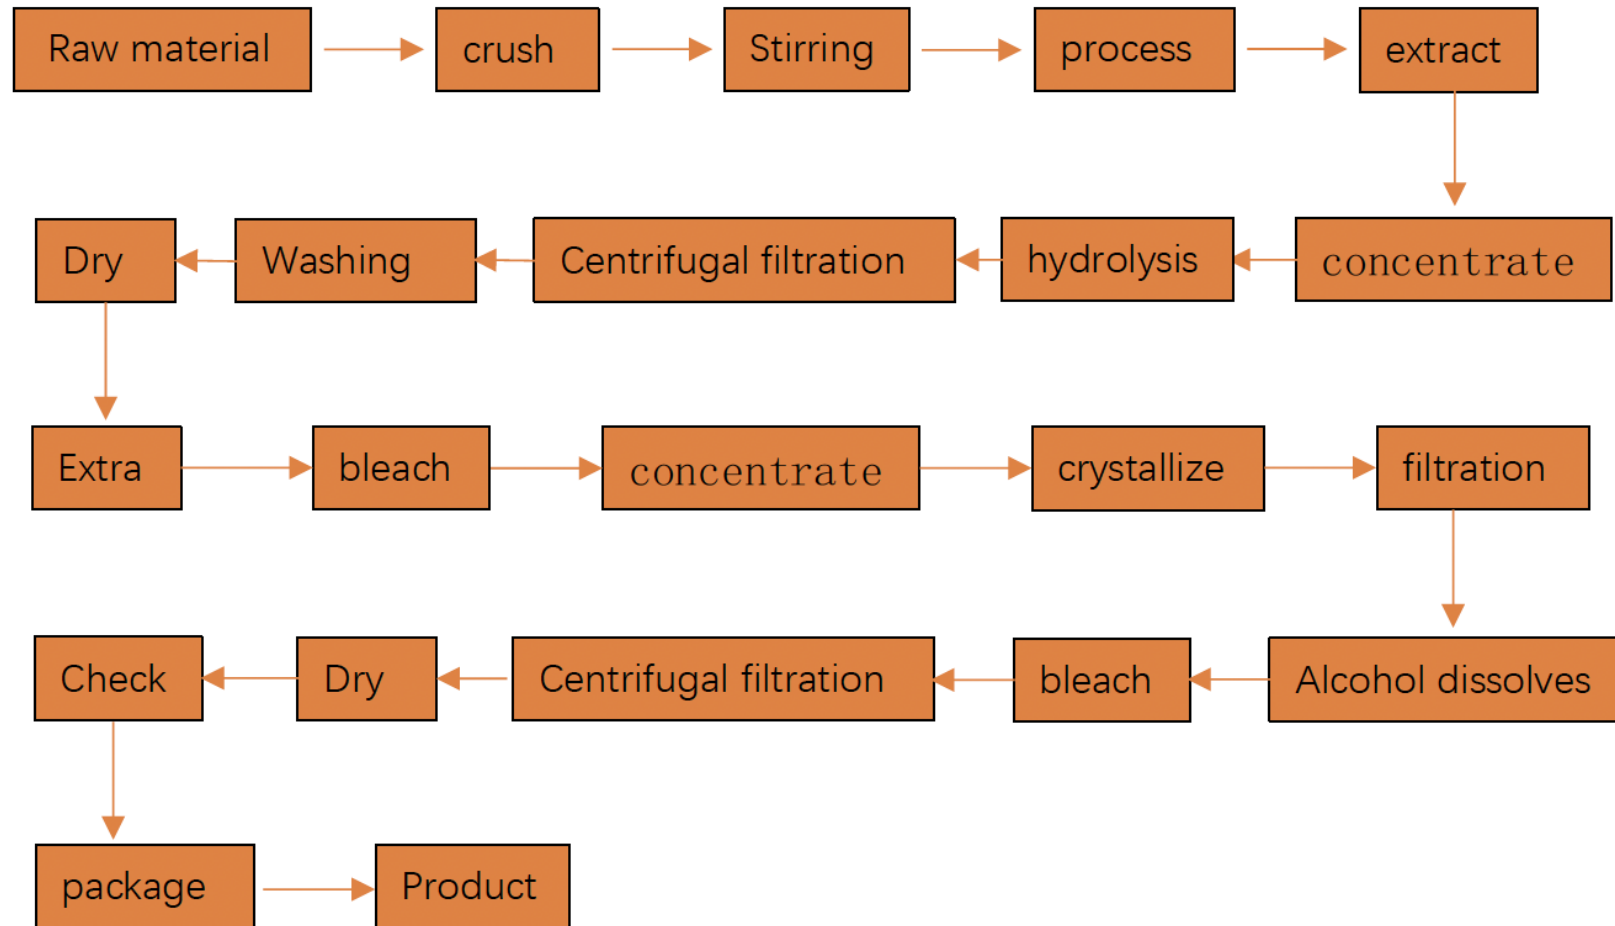 Raw material
crush
Stirring
process
extract
Dry
Washing
Centrifugal filtration
hydrolysis
concentrate
Extra
bleach
concentrate
crystallize
filtration
Check
Dry
Centrifugal filtration
bleach
Alcohol dissolves
package
Product